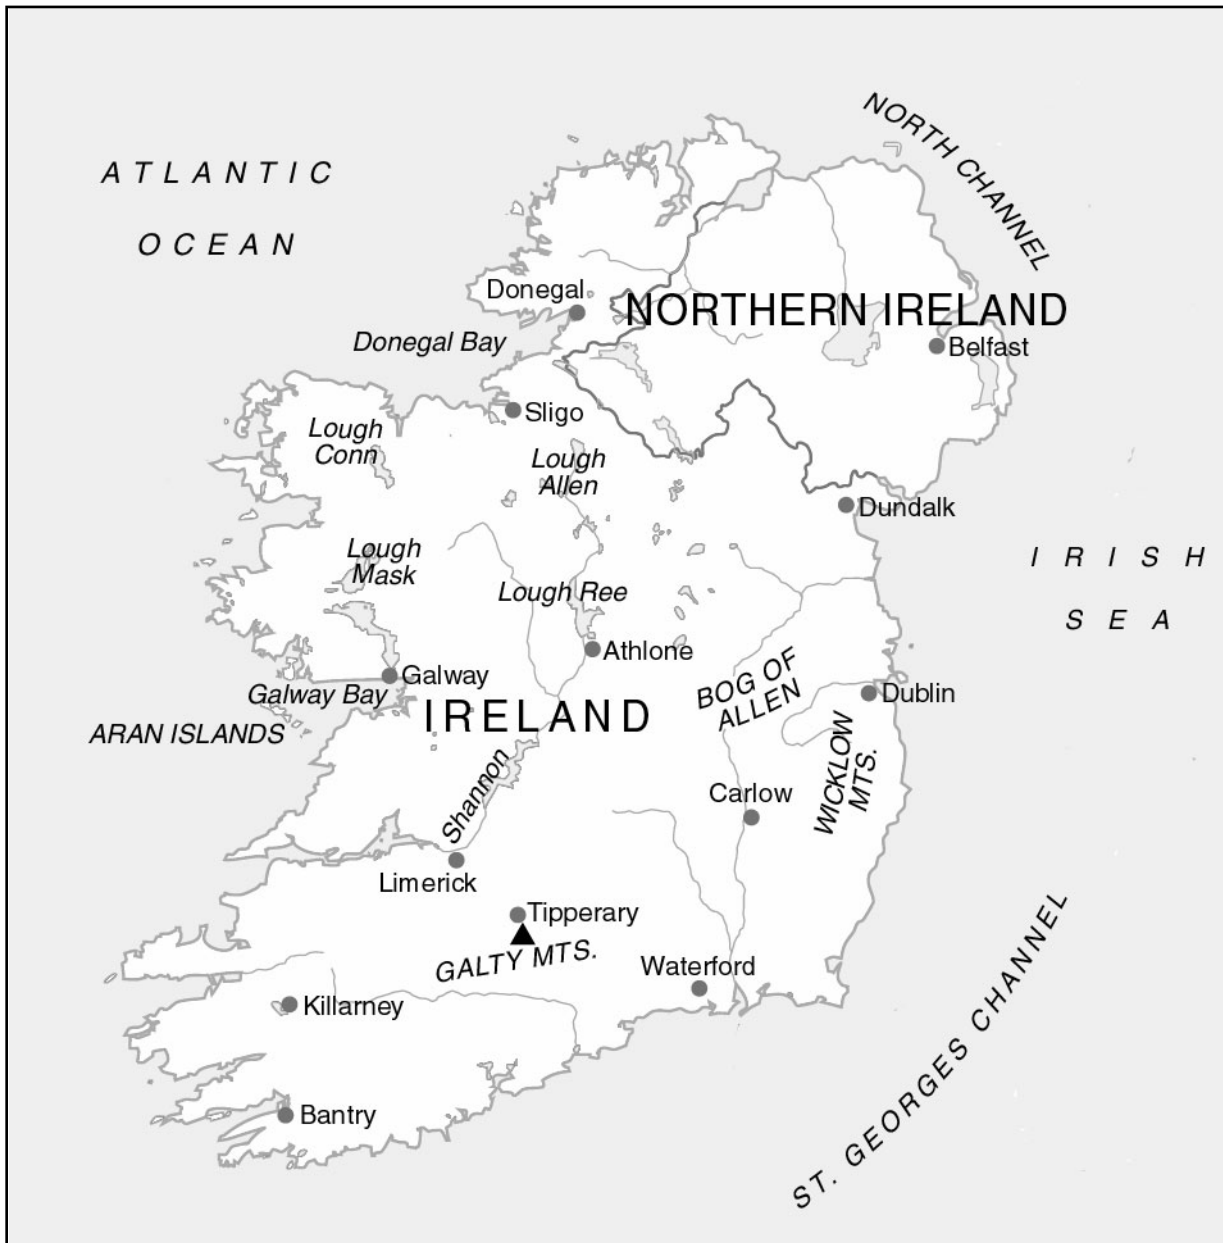 NORTH CHANNEL
ATLANTIC
OCEAN
Donegal
NORTHERN IRELAND
Donegal Bay
Belfast
Sligo
Lough
Conn
Lough
Allen
Dundalk
Lough
Mask
IRISH
SEA
Lough Ree
Athlone
Galway
BOG OF
ALLEN
Galway Bay
Dublin
IRELAND
ARAN ISLANDS
WICKLOW
MTS.
Shannon
Carlow
Limerick
Tipperary
GALTY MTS.
Waterford
Killarney
ST. GEORGES CHANNEL
Bantry